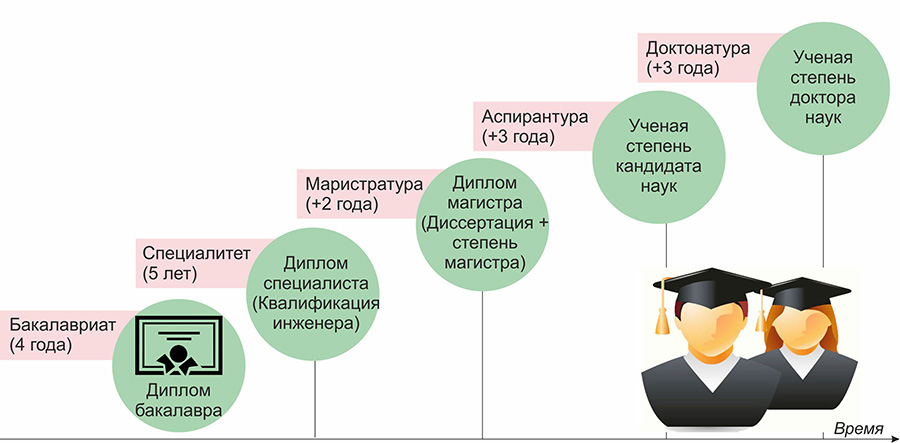 Бакалавриат
(4 года)
Диплом
бакалавра
Специалитет
(5 лет)
Диплом
специалиста
(Квалификация
инженера)
Маристратура
(+2 года)
Диплом
магистра
(Диссертация +
степень
магистра)
Аспирантура
(+3 года)
Ученая
степень
кандидата
наук
Доктонатура
(+3 года)
Ученая
степень
доктора
наук
Время